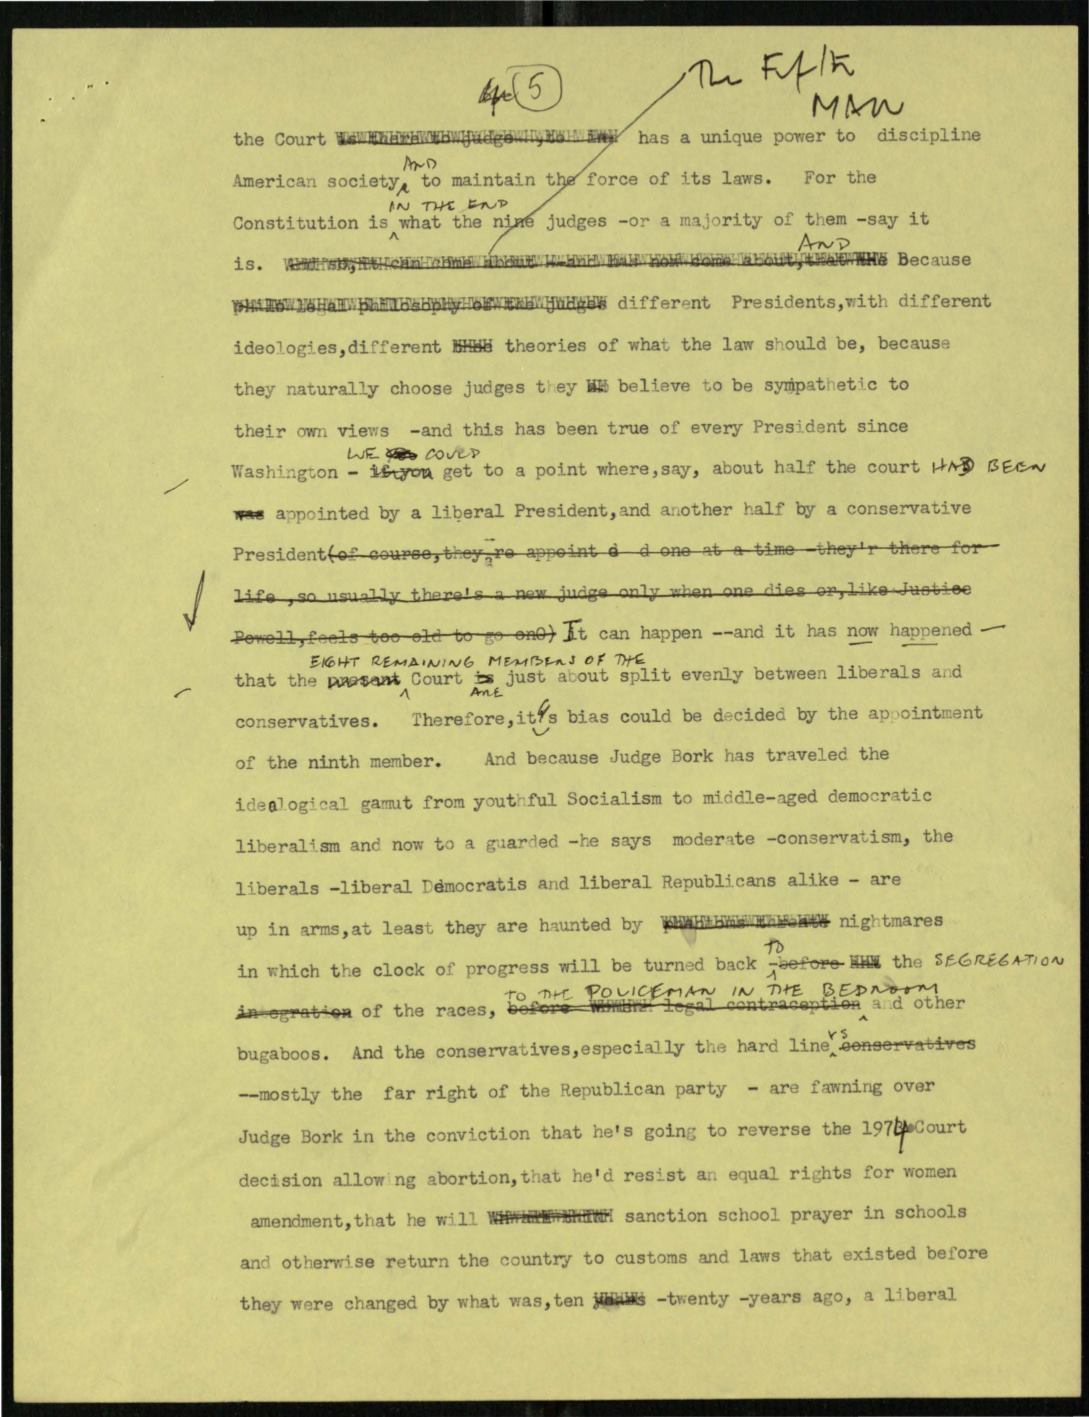 5 The Fifth
MAN
the Court has a unique power to discipline
AND
American society, to maintain the force of its laws. For the
IN THE END
Constitution is what the nine judges -or a majority of them -say it
AND
is. Because
different Presidents,with different
ideologies,different theories of what the law should be, because
they naturally choose judges they believe to be sympathetic to
their own views -and this has been true of every President since
WE COULD
Washington - if you get to a point where,say, about half the court HAD BEEN
was appointed by a liberal President,and another half by a conservative
President(of course,they're appoint d d one at a time -they'r there for
life ,so usually there's a new judge only when one dies or,like Justice
Powell,feels too old to go on0) It can happen --and it has now happened —
EIGHT REMAINING MEMBERS OF THE
that the present Court is just about split evenly between liberals and
ARE
conservatives. Therefore,it's bias could be decided by the appointment
of the ninth member. And because Judge Bork has traveled the
idealogical gamut from youthful Socialism to middle-aged democratic
liberalism and now to a guarded -he says moderate -conservatism, the
liberals -liberal Democratis and liberal Republicans alike - are
up in arms,at least they are haunted by nightmares
TO
in which the clock of progress will be turned back -before the SEGREGATION
TO THE POLICEMAN IN THE BEDROOM
in egration of the races, before legal contraception and other
bugaboos. And the conservatives,especially the hard line rs conservatives
--mostly the far right of the Republican party - are fawning over
Judge Bork in the conviction that he's going to reverse the 1974 Court
decision allowing abortion,that he'd resist an equal rights for women
amendment,that he will sanction school prayer in schools
and otherwise return the country to customs and laws that existed before
they were changed by what was,ten years -twenty -years ago, a liberal